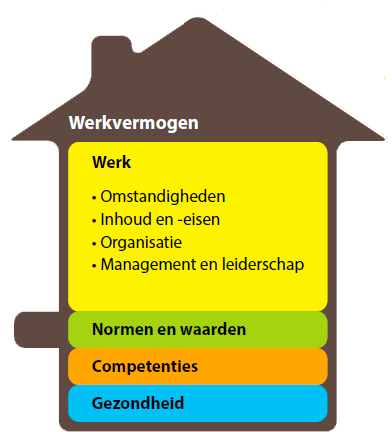 Werkvermogen
Werk
• Omstandigheden
• Inhoud en -eisen
• Organisatie
• Management en leiderschap
Normen en waarden
Competenties
Gezondheid